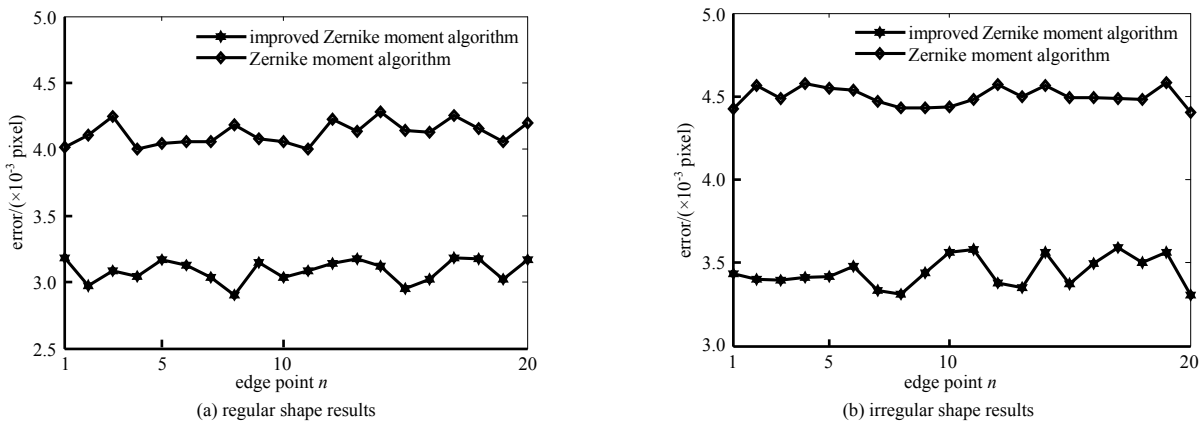 5.0
4.5
4.0
3.5
3.0
2.5
error/(×10⁻³ pixel)
improved Zernike moment algorithm
Zernike moment algorithm
1 5 10 20
edge point n
(a) regular shape results
5.0
4.5
4.0
3.5
3.0
error/(×10⁻³ pixel)
improved Zernike moment algorithm
Zernike moment algorithm
1 5 10 20
edge point n
(b) irregular shape results